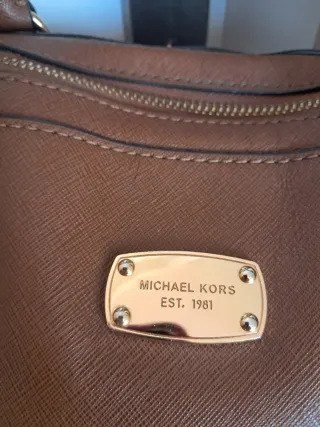 MICHAEL KORS
EST. 1981